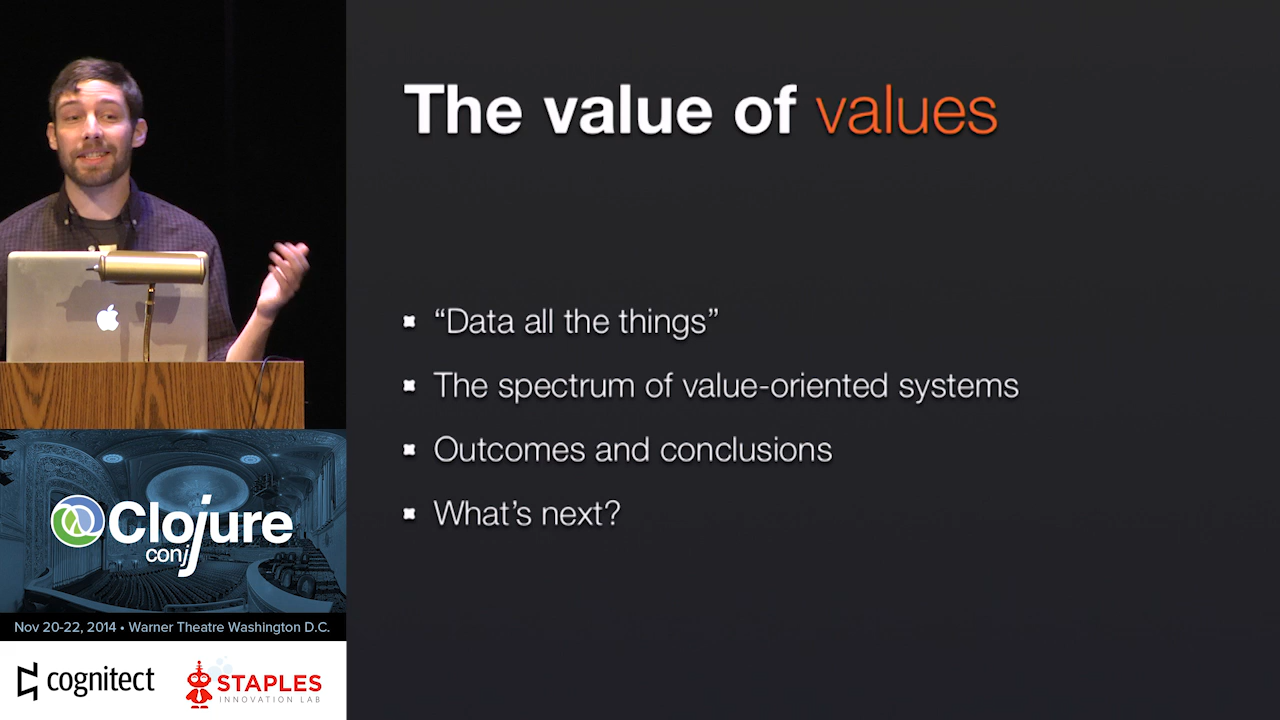 The value of values
“Data all the things”
The spectrum of value-oriented systems
Outcomes and conclusions
What’s next?
Clojure
conj
Nov 20-22, 2014 • Warner Theatre Washington D.C.
cognitect
STAPLES
INNOVATION LAB